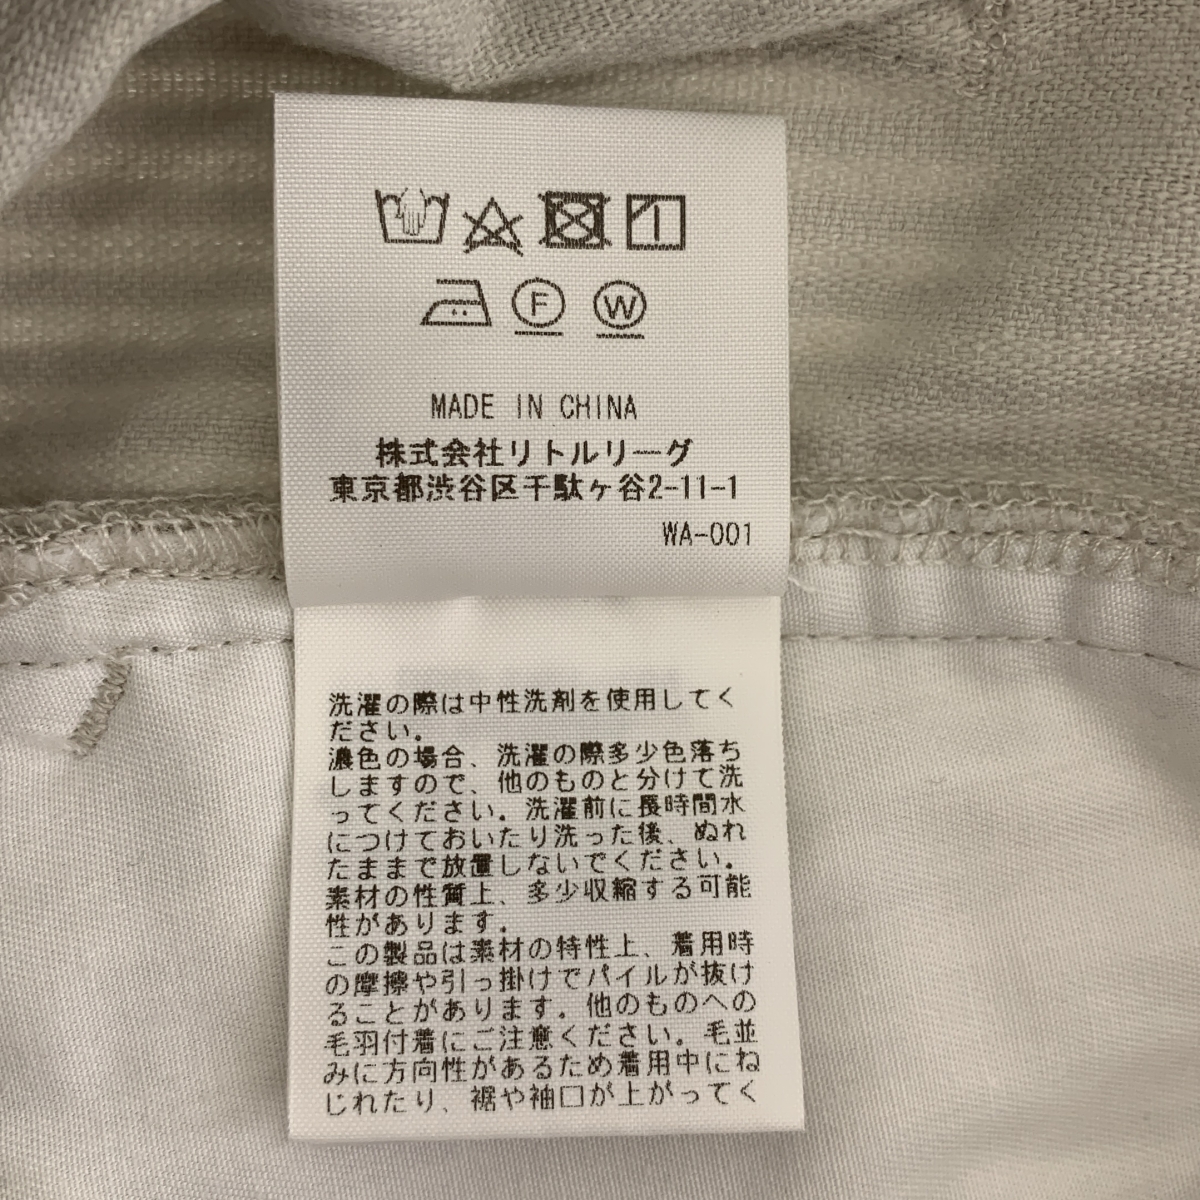 F W
MADE IN CHINA
株式会社リトルリーグ
東京都渋谷区千駄ヶ谷2-11-1
WA-001
洗濯の際は中性洗剤を使用してく
ださい。
濃色の場合、洗濯の際多少色落ち
しますので、他のものと分けて洗
ってください。洗濯前に長時間水
につけておいたり洗った後、ぬれ
たままで放置しないでください。
素材の性質上、多少収縮する可能
性があります。
この製品は素材の特性上、着用時
の摩擦や引っ掛けでパイルが抜け
ることがあります。他のものへの
毛羽付着にご注意ください。毛並
みに方向性があるため着用中にね
じれたり、裾や袖口が上がってく